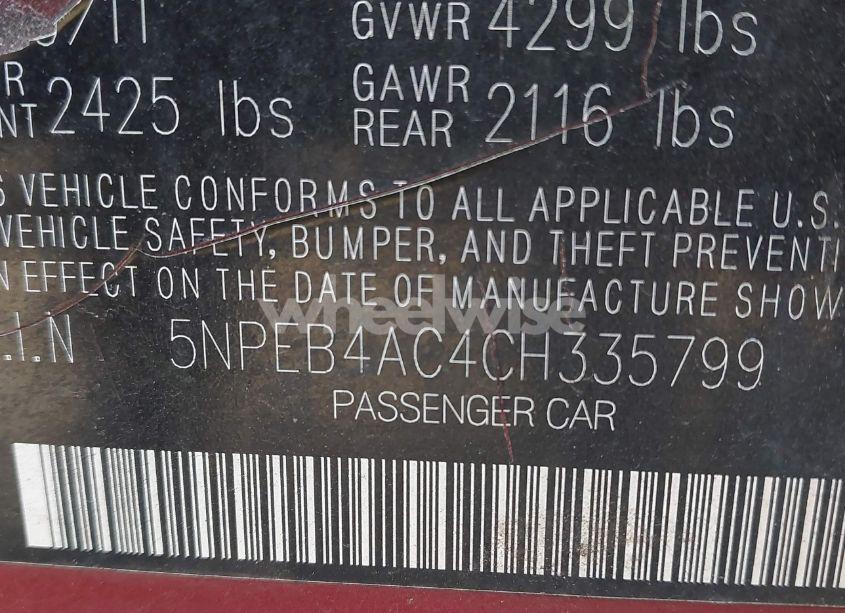 GVWR 4299 lbs
2425 lbs GAWR REAR 2116 lbs
VEHICLE CONFORMS TO ALL APPLICABLE U.S.
VEHICLE SAFETY, BUMPER, AND THEFT PREVENTI
EFFECT ON THE DATE OF MANUFACTURE SHOW
wheelwise
.I.N 5NPEB4AC4CH335799
PASSENGER CAR